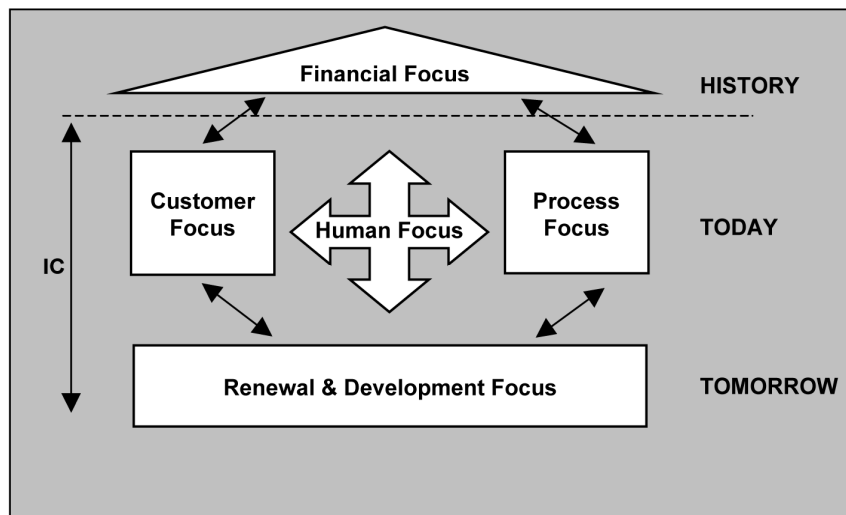 Financial Focus
HISTORY
Customer
Focus
Human Focus
Process
Focus
TODAY
IC
Renewal & Development Focus
TOMORROW